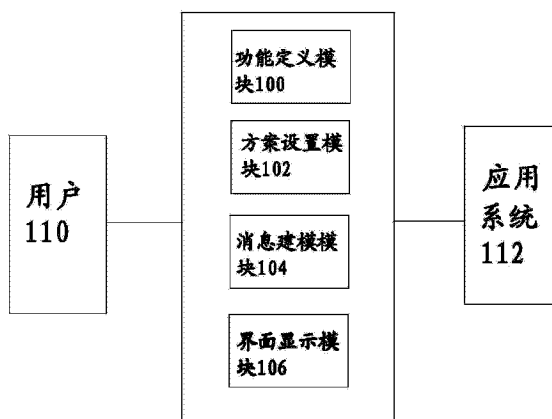 功能定义模
块100
方案设置模
块102
用户
110
消息建模模
块104
应用
系统
112
界面显示模
块106